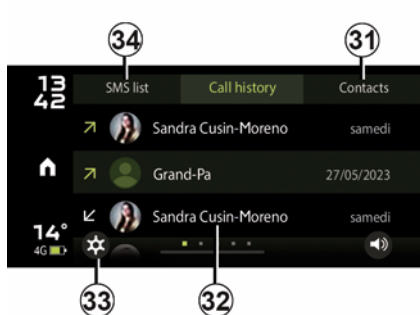 34
31
13
42
SMS list
Call history
Contacts
Sandra Cusin-Moreno
samedi
Grand-Pa
27/05/2023
Sandra Cusin-Moreno
samedi
14°
4G
33
32